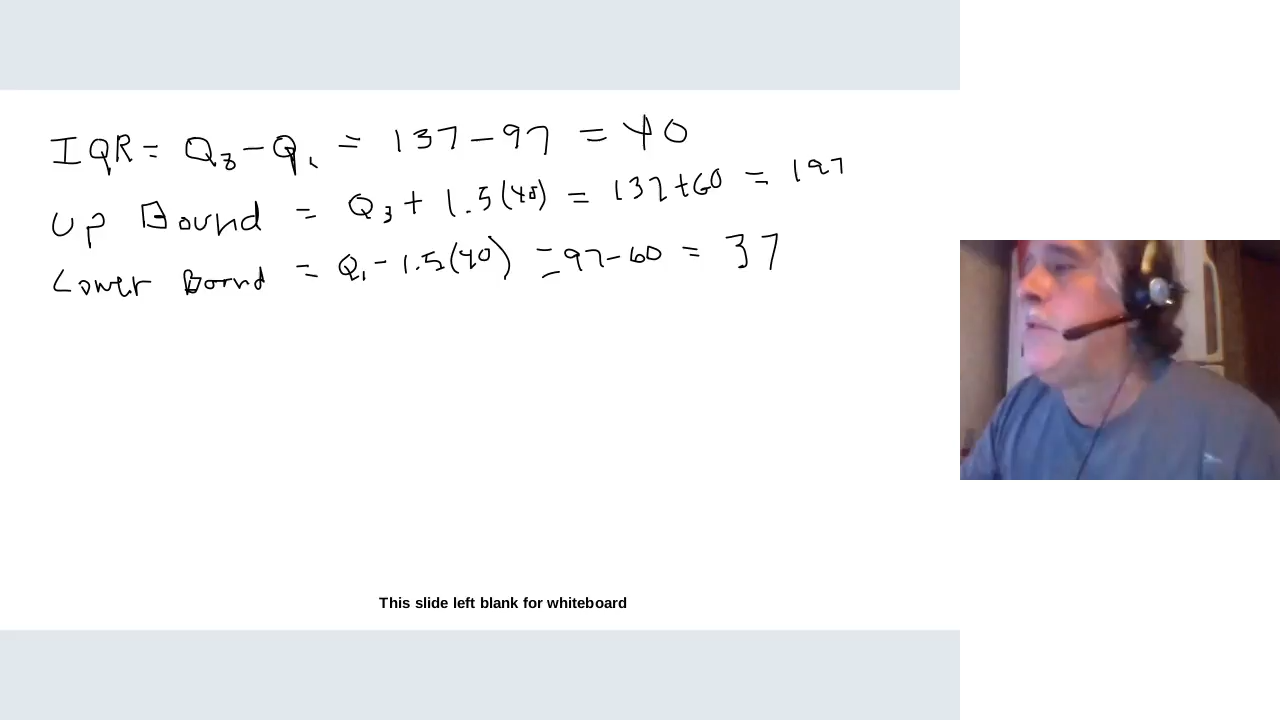 IQR = Q3 - Q1 = 137 - 97 = 40
Up Bound = Q3 + 1.5(40) = 137 + 60 = 197
Lower Bound = Q1 - 1.5(40) = 97 - 60 = 37
This slide left blank for whiteboard